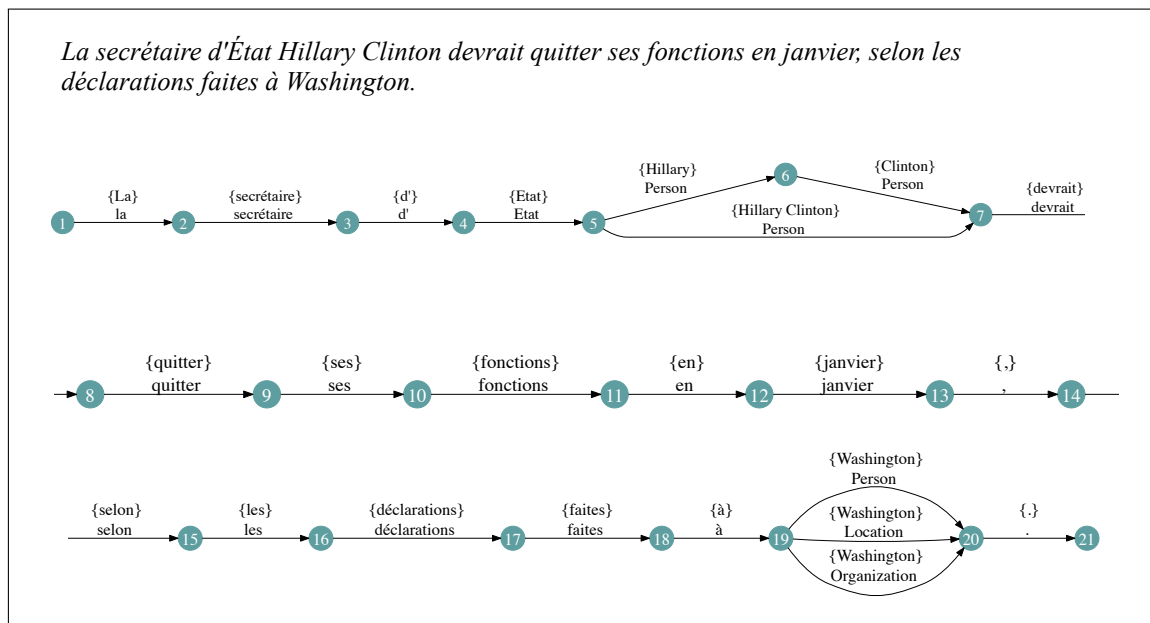 La secrétaire d'État Hillary Clinton devrait quitter ses fonctions en janvier, selon les
déclarations faites à Washington.
{Hillary} {Clinton}
Person 6 Person
{La} {secrétaire} {d'} {Etat} {Hillary Clinton} {devrait}
la secrétaire d' Etat Person devrait
1 2 3 4 5 7
{quitter} {ses} {fonctions} {en} {janvier} {,}
quitter ses fonctions en janvier ,
8 9 10 11 12 13 14
{Washington}
Person
{selon} {les} {déclarations} {faites} {à} {Washington} {.}
selon les déclarations faites à Location .
15 16 17 18 19 20 21
{Washington}
Organization